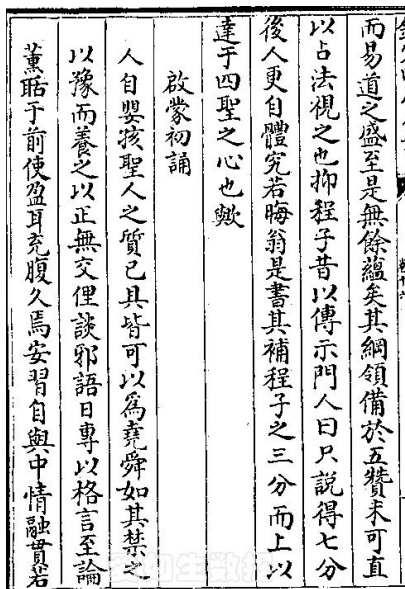 而易道之盛至是無餘蘊矣其綱領備於五贊未可直
以占法視之也抑程子昔以傳示門人曰只說得七分
後人更自體究若晦翁是書其補程子之三分而上以
達于四聖之心也歟
啟蒙初誦
人自嬰孩聖人之質已具皆可以為堯舜如其禁之
以豫而養之以正無交俚談邪語日專以格言至論
薰聒于前使盈耳充腹久焉安習自與中情融貫若